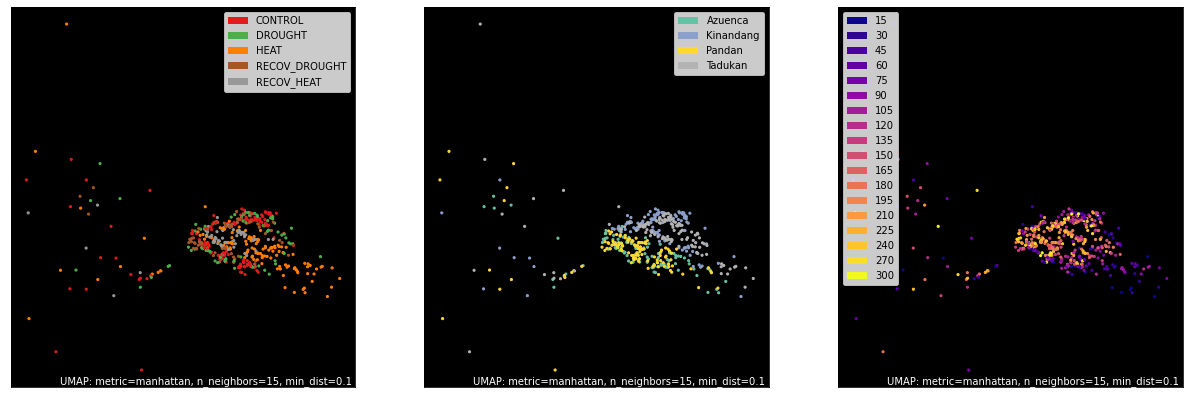 CONTROL
DROUGHT
HEAT
RECOV_DROUGHT
RECOV_HEAT
UMAP: metric=manhattan, n_neighbors=15, min_dist=0.1
Azuenca
Kinandang
Pandan
Tadukan
UMAP: metric=manhattan, n_neighbors=15, min_dist=0.1
15
30
45
60
75
90
105
120
135
150
165
180
195
210
225
240
270
300
UMAP: metric=manhattan, n_neighbors=15, min_dist=0.1